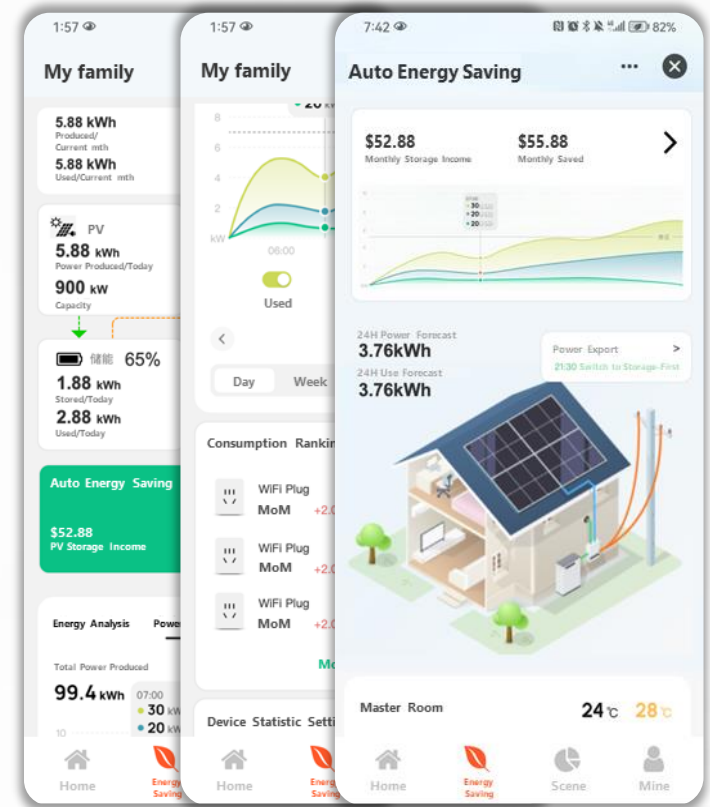 1:57
My family
5.88 kWh
Produced/
Current mth
5.88 kWh
Used/Current mth
PV
5.88 kWh
Power Produced/Today
900 kW
Capacity
储能 65%
1.88 kWh
Stored/Today
2.88 kWh
Used/Today
Auto Energy Saving
$52.88
PV Storage Income
Energy Analysis
Total Power Produced
99.4 kWh
07:00
30
20
10
Home
Energy
Saving
1:57
My family
20
8
6
4
2
kW
06:00
Used
Day Week
Consumption
WiFi Plug
MoM
WiFi Plug
MoM
WiFi Plug
MoM
Device Statistic
Home
Saving
7:42 82%
Auto Energy Saving
$52.88 $55.88
Monthly Storage Income Monthly Saved
30
20
20
24H Power Forecast
3.76kWh
24H Use Forecast
3.76kWh
Power Export >
21:30 Switch to Storage-First
Master Room 24 ℃ 28 ℃
Home
Energy
Saving
Scene
Mine